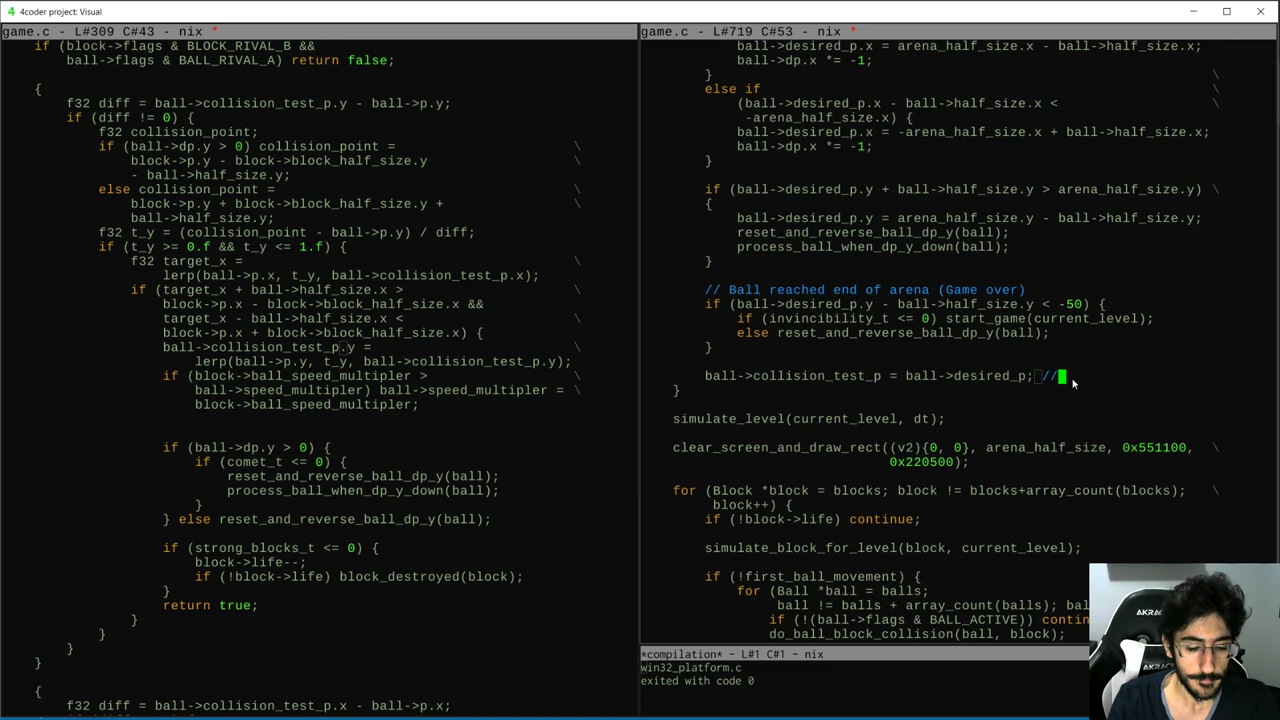 4coder project: Visual
game.c - L#309 C#43 - nix *
if (block->flags & BLOCK_RIVAL_B &&
ball->flags & BALL_RIVAL_A) return false;
{
f32 diff = ball->collision_test_p.y - ball->p.y;
if (diff != 0) {
f32 collision_point;
if (ball->dp.y > 0) collision_point = \
block->p.y - block->block_half_size.y \
- ball->half_size.y;
else collision_point = \
block->p.y + block->block_half_size.y + \
ball->half_size.y;
f32 t_y = (collision_point - ball->p.y) / diff;
if (t_y >= 0.f && t_y <= 1.f) {
f32 target_x = \
lerp(ball->p.x, t_y, ball->collision_test_p.x);
if (target_x + ball->half_size.x > \
block->p.x - block->block_half_size.x && \
target_x - ball->half_size.x < \
block->p.x + block->block_half_size.x) {
ball->collision_test_p.y = \
lerp(ball->p.y, t_y, ball->collision_test_p.y);
if (block->ball_speed_multipler > \
ball->speed_multipler) ball->speed_multipler = \
block->ball_speed_multipler;
if (ball->dp.y > 0) {
if (comet_t <= 0) {
reset_and_reverse_ball_dp_y(ball);
process_ball_when_dp_y_down(ball);
}
} else reset_and_reverse_ball_dp_y(ball);
if (strong_blocks_t <= 0) {
block->life--;
if (!block->life) block_destroyed(block);
}
return true;
}
}
}
}
{
f32 diff = ball->collision_test_p.x - ball->p.x;
game.c - L#719 C#53 - nix *
ball->desired_p.x = arena_half_size.x - ball->half_size.x;
ball->dp.x *= -1;
} \
else if \
(ball->desired_p.x - ball->half_size.x < \
-arena_half_size.x) {
ball->desired_p.x = -arena_half_size.x + ball->half_size.x;
ball->dp.x *= -1;
}
if (ball->desired_p.y + ball->half_size.y > arena_half_size.y) \
{
ball->desired_p.y = arena_half_size.y - ball->half_size.y;
reset_and_reverse_ball_dp_y(ball);
process_ball_when_dp_y_down(ball);
}
// Ball reached end of arena (Game over)
if (ball->desired_p.y - ball->half_size.y < -50) {
if (invincibility_t <= 0) start_game(current_level);
else reset_and_reverse_ball_dp_y(ball);
}
ball->collision_test_p = ball->desired_p; //
}
simulate_level(current_level, dt);
clear_screen_and_draw_rect((v2){0, 0}, arena_half_size, 0x551100, \
0x220500);
for (Block *block = blocks; block != blocks+array_count(blocks); \
block++) {
if (!block->life) continue;
simulate_block_for_level(block, current_level);
if (!first_ball_movement) {
for (Ball *ball = balls;
ball != balls + array_count(balls);
if (!(ball->flags & BALL_ACTIVE))
do_ball_block_collision(ball, block);
*compilation* - L#1 C#1 - nix
win32_platform.c
exited with code 0